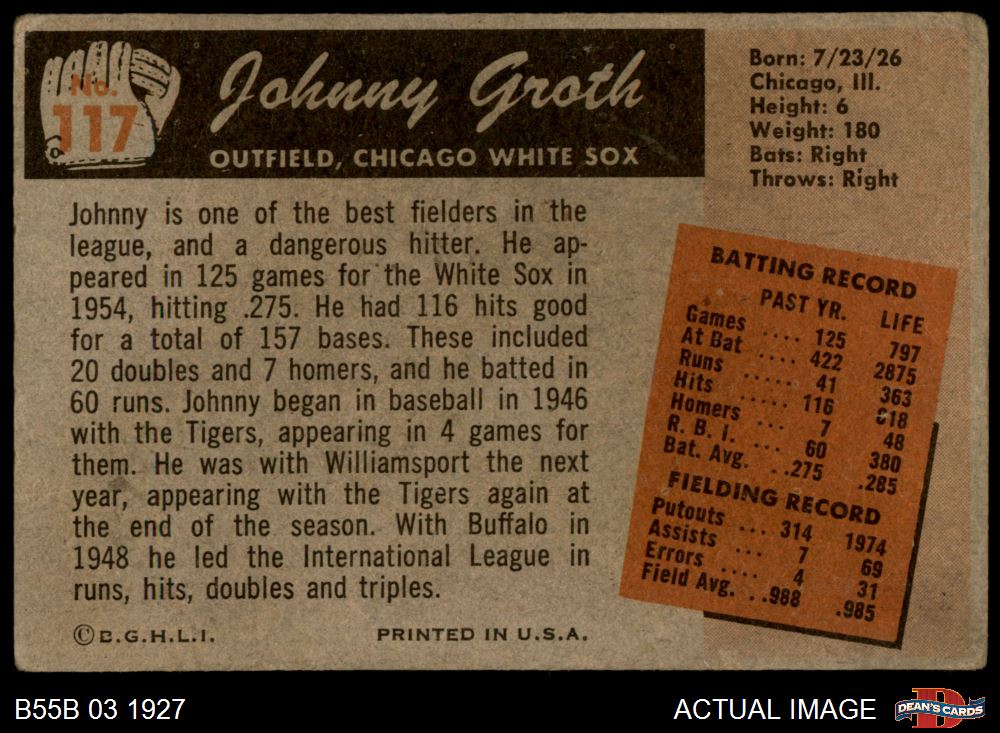 No.
117
Johnny Groth
OUTFIELD, CHICAGO WHITE SOX
Born: 7/23/26
Chicago, Ill.
Height: 6
Weight: 180
Bats: Right
Throws: Right
Johnny is one of the best fielders in the
league, and a dangerous hitter. He ap-
peared in 125 games for the White Sox in
1954, hitting .275. He had 116 hits good
for a total of 157 bases. These included
20 doubles and 7 homers, and he batted in
60 runs. Johnny began in baseball in 1946
with the Tigers, appearing in 4 games for
them. He was with Williamsport the next
year, appearing with the Tigers again at
the end of the season. With Buffalo in
1948 he led the International League in
runs, hits, doubles and triples.
©B.G.H.L.I. PRINTED IN U.S.A.
BATTING RECORD
PAST YR. LIFE
Games .... 125 797
At Bat .... 422 2875
Runs ..... 41 363
Hits ..... 116 818
Homers 7 48
R. B. I. ... 60 380
Bat. Avg. ..275 .285
FIELDING RECORD
Putouts ... 314 1974
Assists ... 7 69
Errors .... 4 31
Field Avg. ..988 .985
B55B 03 1927
ACTUAL IMAGE
DEAN'S CARDS